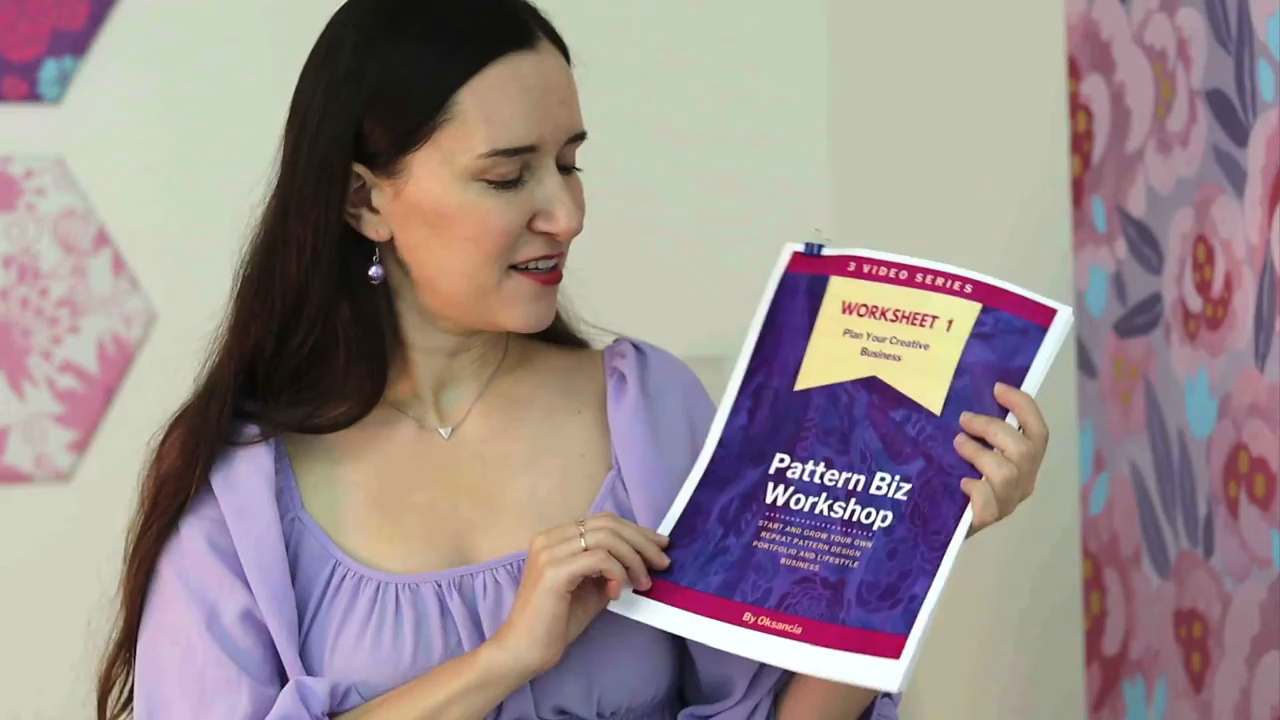 3 VIDEO SERIES
WORKSHEET 1
Plan Your Creative
Business
Pattern Biz
Workshop
START AND GROW YOUR OWN
REPEAT PATTERN DESIGN
PORTFOLIO AND LIFESTYLE
BUSINESS
By Oksancia